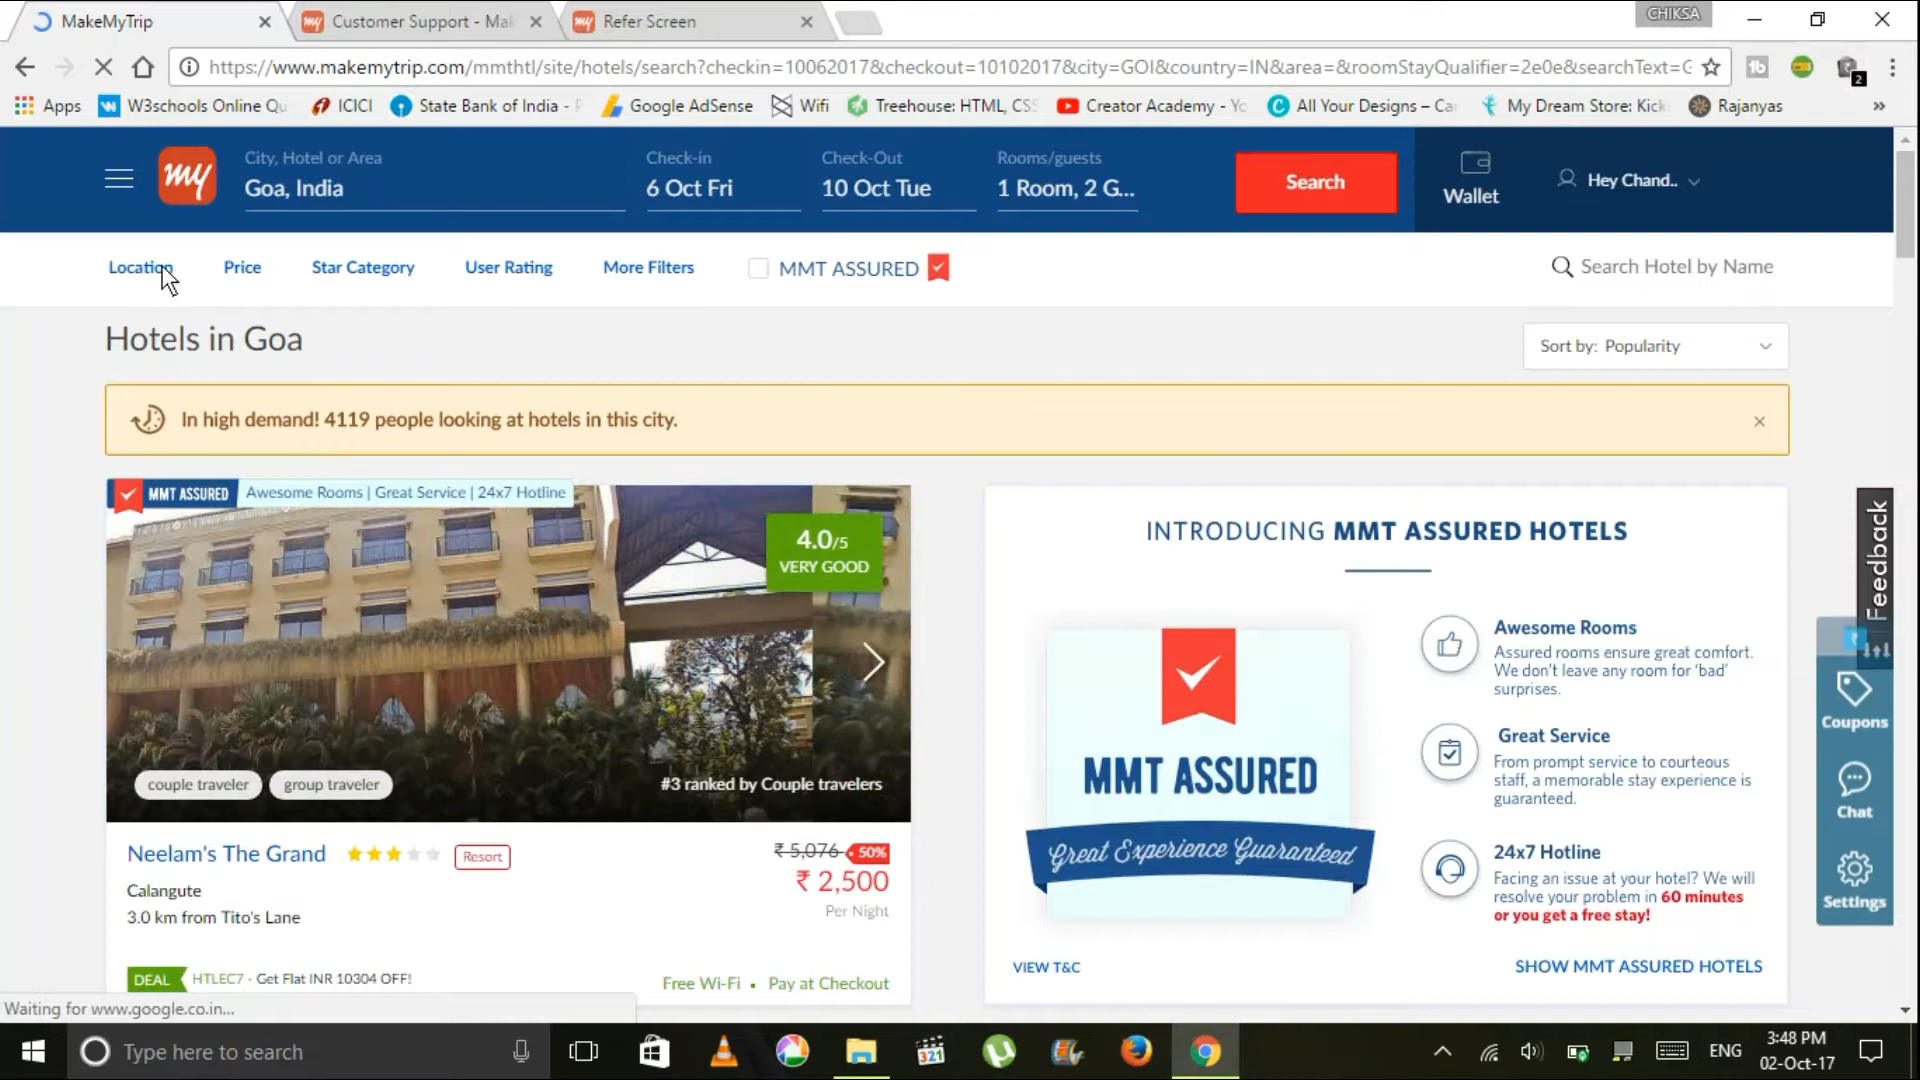 MakeMyTrip
Customer Support - Mak
Refer Screen
CHIKSA
https://www.makemytrip.com/mmthtl/site/hotels/search?checkin=10062017&checkout=10102017&city=GOI&country=IN&area=&roomStayQualifier=2e0e&searchText=G
2
Apps
W3schools Online Qu
ICICI
State Bank of India - P
Google AdSense
Wifi
Treehouse: HTML, CSS
Creator Academy - Yo
All Your Designs – Car
My Dream Store: Kick
Rajanyas
»
my
City, Hotel or Area
Goa, India
Check-in
6 Oct Fri
Check-Out
10 Oct Tue
Rooms/guests
1 Room, 2 G...
Search
Wallet
Hey Chand..
Location
Price
Star Category
User Rating
More Filters
MMT ASSURED
Search Hotel by Name
Hotels in Goa
Sort by: Popularity
In high demand! 4119 people looking at hotels in this city.
MMT ASSURED
Awesome Rooms | Great Service | 24x7 Hotline
4.0/5
VERY GOOD
couple traveler
group traveler
#3 ranked by Couple travelers
Neelam's The Grand
Resort
₹ 5,076
50%
₹ 2,500
Per Night
Calangute
3.0 km from Tito's Lane
DEAL
HTLEC7 - Get Flat INR 10304 OFF!
Free Wi-Fi • Pay at Checkout
INTRODUCING MMT ASSURED HOTELS
MMT ASSURED
Great Experience Guaranteed
Awesome Rooms
Assured rooms ensure great comfort.
We don't leave any room for 'bad'
surprises.
Great Service
From prompt service to courteous
staff, a memorable stay experience is
guaranteed.
24x7 Hotline
Facing an issue at your hotel? We will
resolve your problem in 60 minutes
or you get a free stay!
VIEW T&C
SHOW MMT ASSURED HOTELS
Feedback
₹
Coupons
Chat
Settings
Waiting for www.google.co.in...
Type here to search
321
ENG
3:48 PM
02-Oct-17